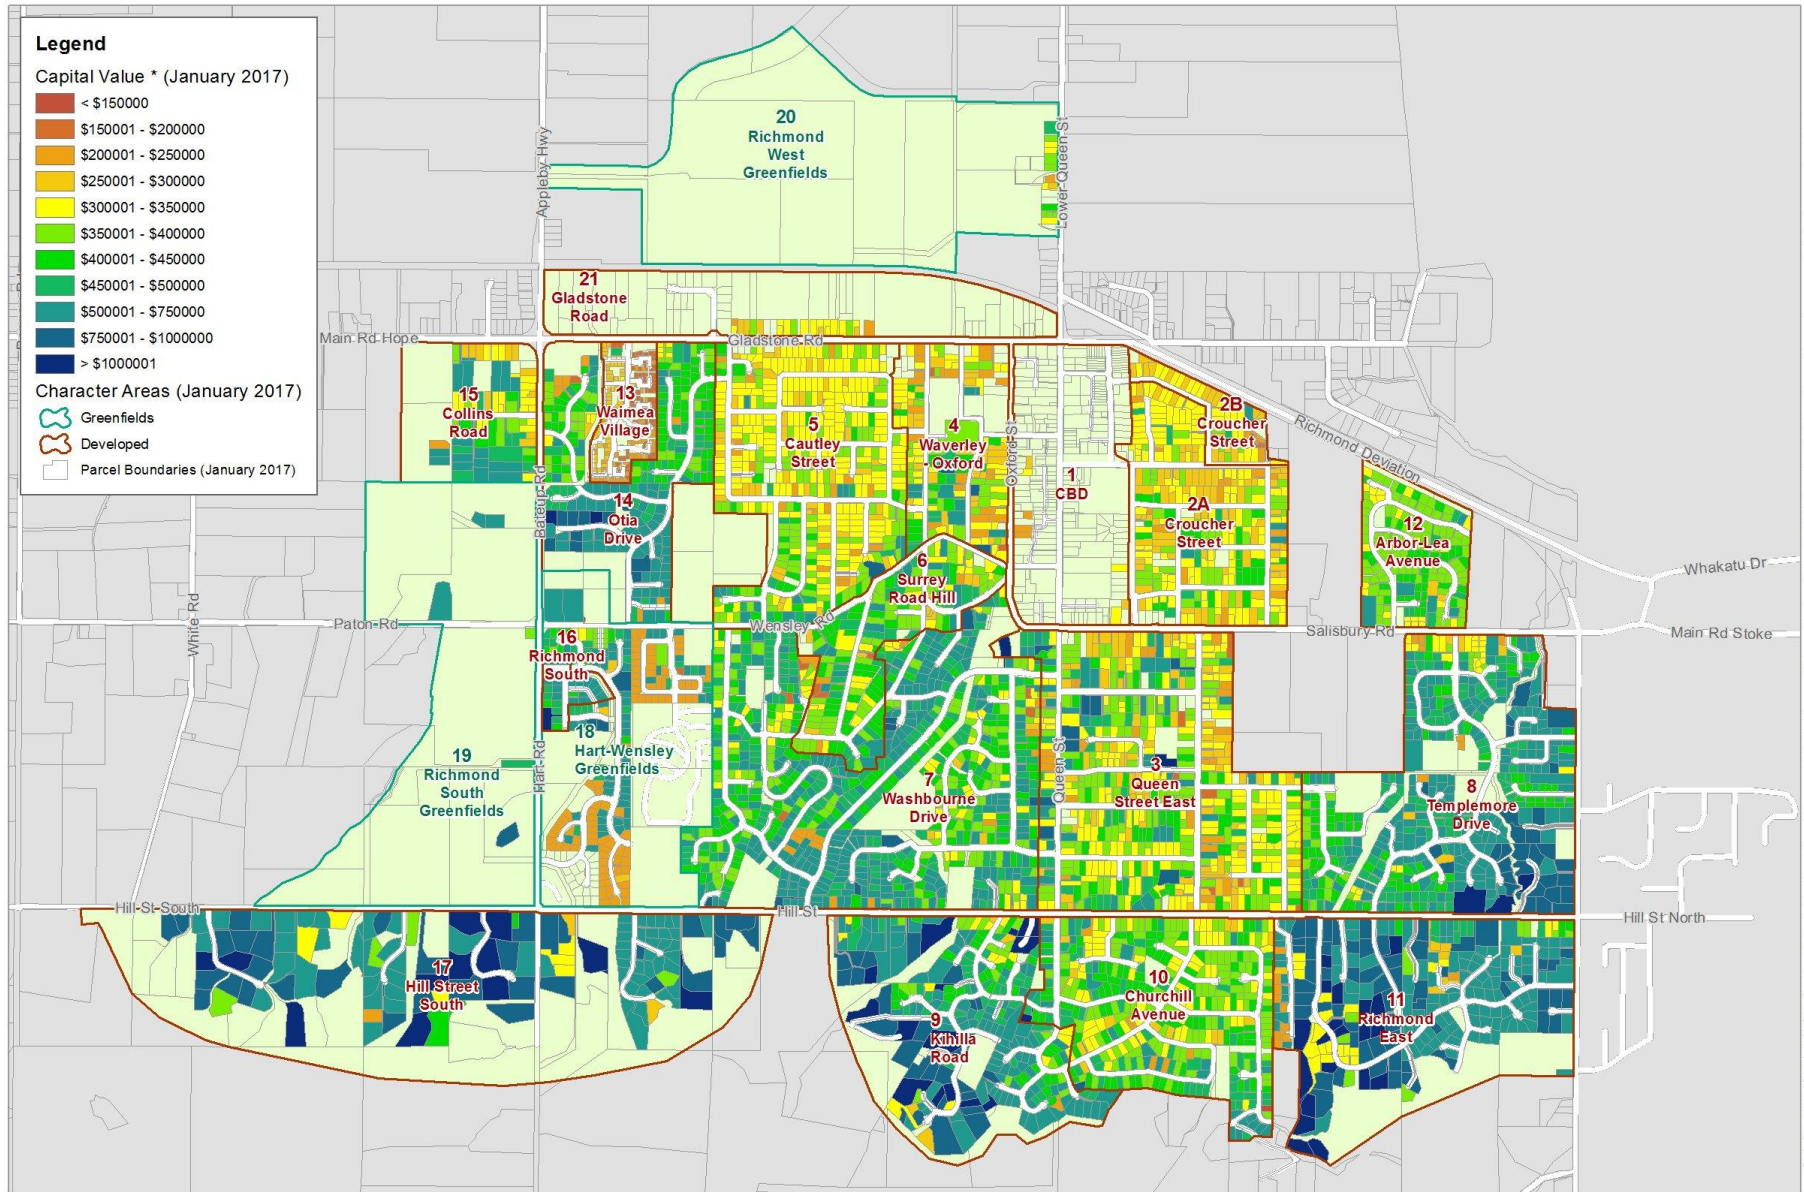 Legend
Capital Value * (January 2017)
< $150000
$150001 - $200000
$200001 - $250000
$250001 - $300000
$300001 - $350000
$350001 - $400000
$400001 - $450000
$450001 - $500000
$500001 - $750000
$750001 - $1000000
> $1000001
Character Areas (January 2017)
Greenfields
Developed
Parcel Boundaries (January 2017)
20
Richmond
West
Greenfields
Appleby Hwy
Lower Queen St
21
Gladstone
Road
Main Rd Hope
Gladstone Rd
15
Collins
Road
13
Waimea
Village
5
Cautley
Street
4
Waverley
-Oxford
Oxford St
1
CBD
2B
Croucher
Street
Richmond Deviation
2A
Croucher
Street
12
Arbor-Lea
Avenue
Bateup Rd
14
Otia
Drive
6
Surrey
Road Hill
Whakatu Dr
White Rd
Paton Rd
Wensley Rd
Salisbury Rd
Main Rd Stoke
16
Richmond
South
18
Hart-Wensley
Greenfields
19
Richmond
South
Greenfields
Hart Rd
7
Washbourne
Drive
Queen St
3
Queen
Street East
8
Templemore
Drive
Hill St South
Hill St
Hill St North
17
Hill Street
South
9
Kihilla
Road
10
Churchill
Avenue
11
Richmond
East